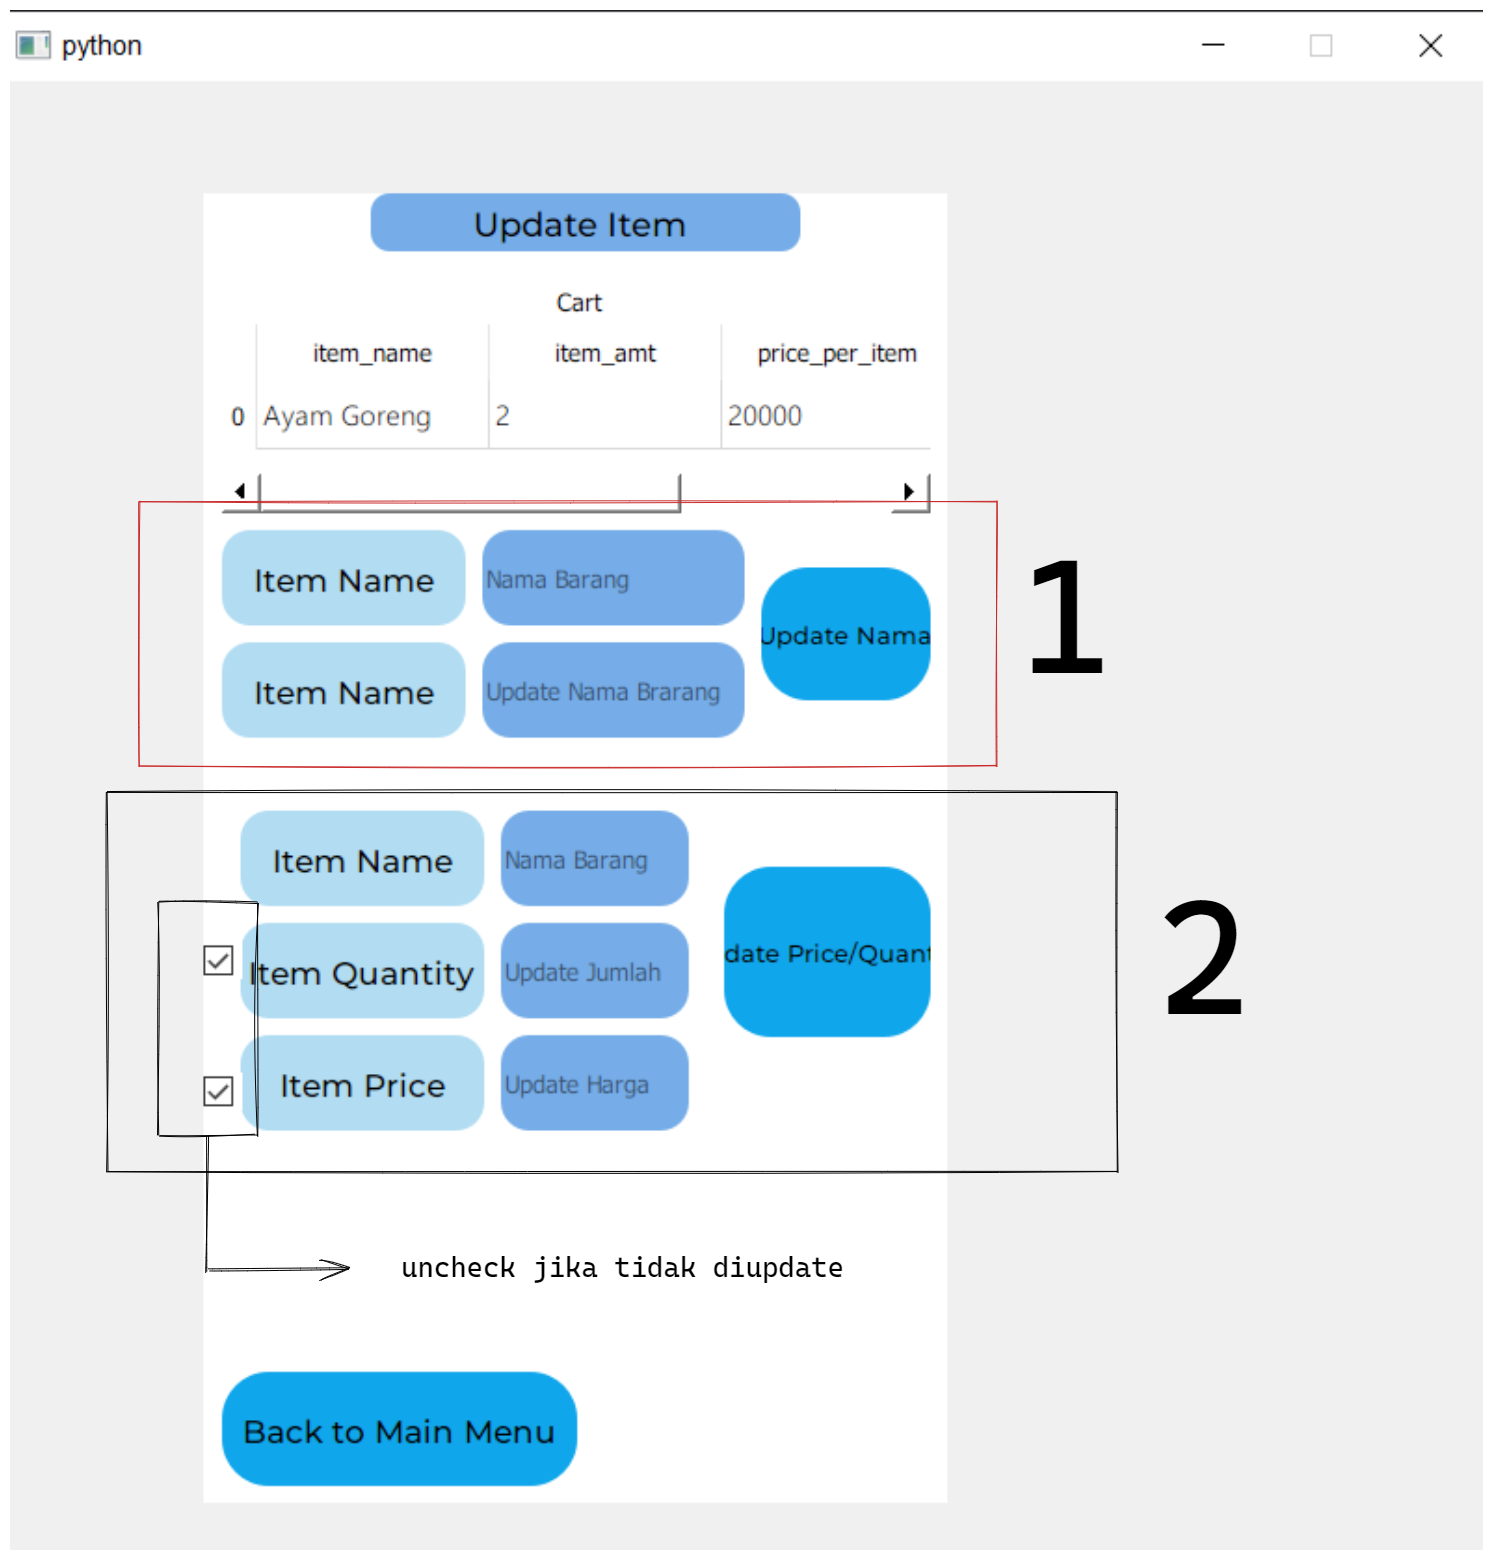 python
Update Item
Cart
item_name item_amt price_per_item
0 Ayam Goreng 2 20000
Item Name Nama Barang
Update Nama
Item Name Update Nama Brarang
1
Item Name Nama Barang
Item Quantity Update Jumlah
date Price/Quant
Item Price Update Harga
2
uncheck jika tidak diupdate
Back to Main Menu